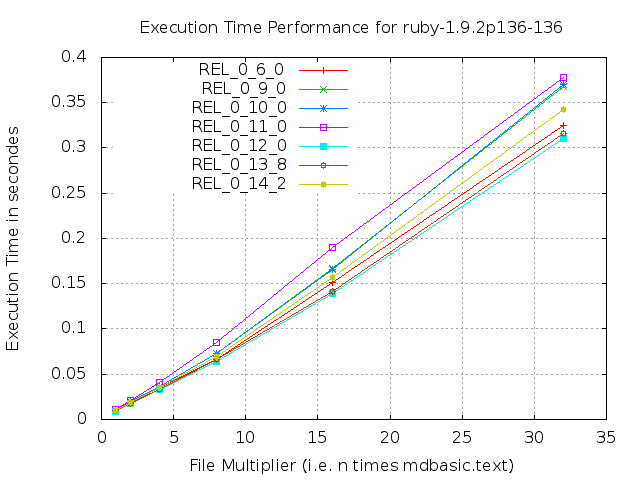 Execution Time Performance for ruby-1.9.2p136-136
0.4
0.35
0.3
0.25
0.2
0.15
0.1
0.05
0
Execution Time in secondes
REL_0_6_0
REL_0_9_0
REL_0_10_0
REL_0_11_0
REL_0_12_0
REL_0_13_8
REL_0_14_2
0 5 10 15 20 25 30 35
File Multiplier (i.e. n times mdbasic.text)